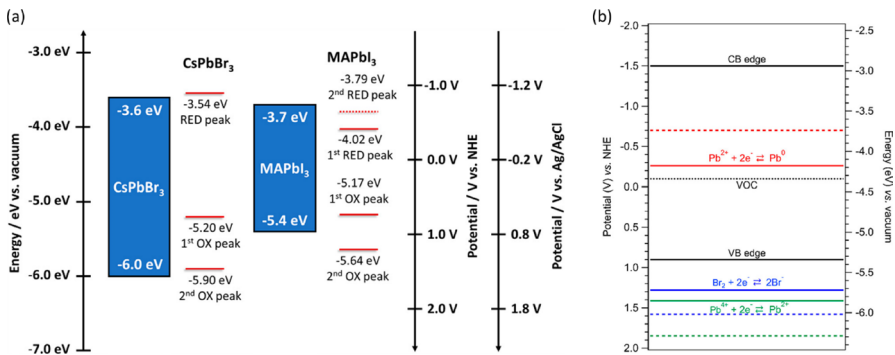 (a)
Energy / eV vs. vacuum
-3.0 eV
-4.0 eV
-5.0 eV
-6.0 eV
-7.0 eV
CsPbBr3
-3.6 eV
CsPbBr3
-6.0 eV
-3.54 eV
RED peak
-5.20 eV
1st OX peak
-5.90 eV
2nd OX peak
MAPbI3
-3.7 eV
MAPbI3
-5.4 eV
-3.79 eV
2nd RED peak
-4.02 eV
1st RED peak
-5.17 eV
1st OX peak
-5.64 eV
2nd OX peak
-1.0 V
0.0 V
1.0 V
2.0 V
Potential / V vs. NHE
-1.2 V
-0.2 V
0.8 V
1.8 V
Potential / V vs. Ag/AgCl
(b)
Potential (V) vs. NHE
-2.0
-1.5
-1.0
-0.5
0.0
0.5
1.0
1.5
2.0
CB edge
Pb2+ + 2e- ⇄ Pb0
VOC
VB edge
Br2 + 2e- ⇄ 2Br-
Pb4+ + 2e- ⇄ Pb2+
-2.5
-3.0
-3.5
-4.0
-4.5
-5.0
-5.5
-6.0
Energy (eV) vs. vacuum